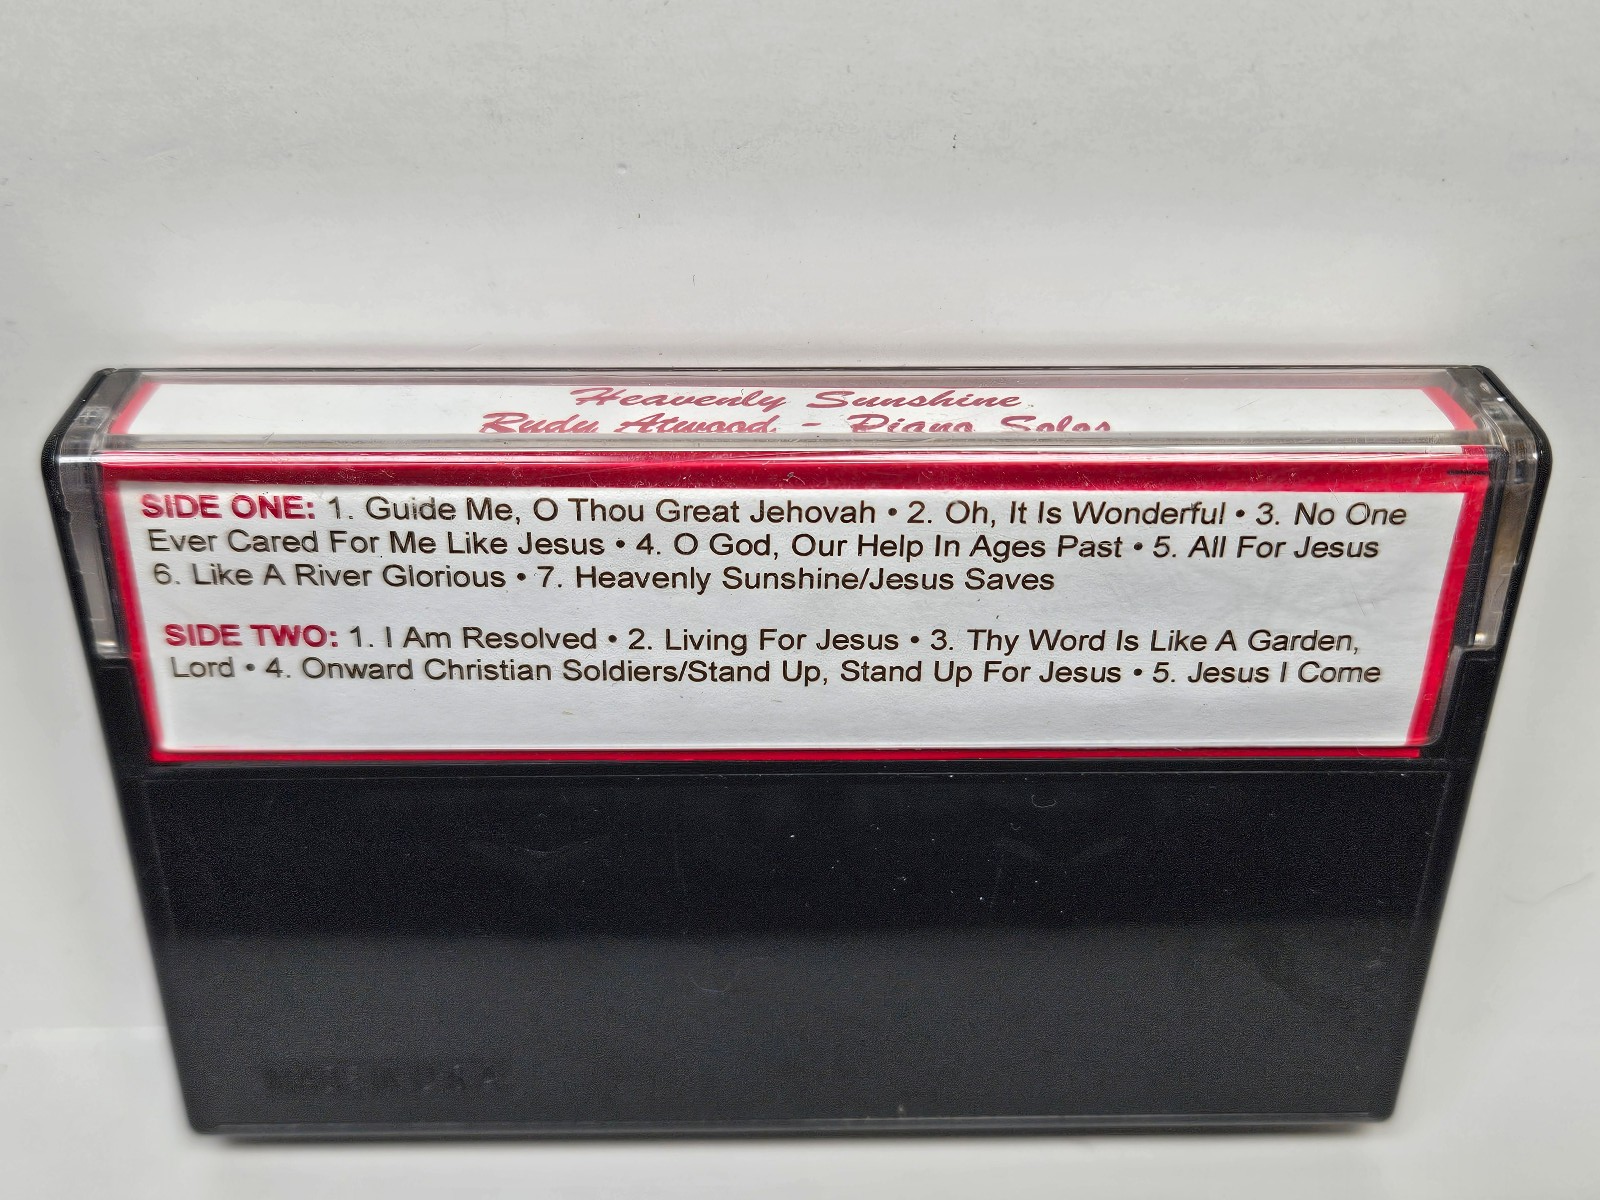 Heavenly Sunshine
Rudy Atwood - Piano Solos
SIDE ONE: 1. Guide Me, O Thou Great Jehovah • 2. Oh, It Is Wonderful • 3. No One
Ever Cared For Me Like Jesus • 4. O God, Our Help In Ages Past • 5. All For Jesus
6. Like A River Glorious • 7. Heavenly Sunshine/Jesus Saves
SIDE TWO: 1. I Am Resolved • 2. Living For Jesus • 3. Thy Word Is Like A Garden,
Lord • 4. Onward Christian Soldiers/Stand Up, Stand Up For Jesus • 5. Jesus I Come